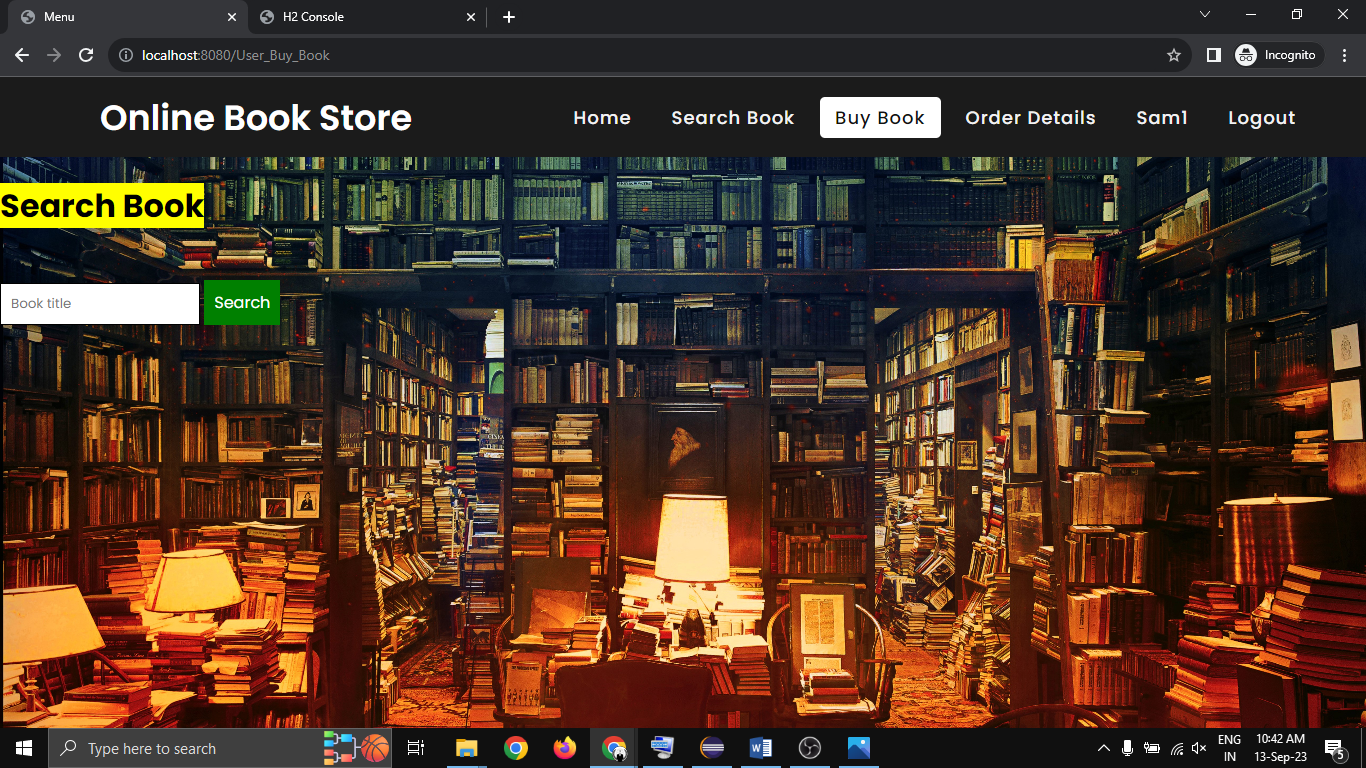 Menu
H2 Console
localhost:8080/User_Buy_Book
Incognito
Online Book Store
Home
Search Book
Buy Book
Order Details
Sam1
Logout
Search Book
Book title
Search
Type here to search
ENG
IN
10:42 AM
13-Sep-23
5